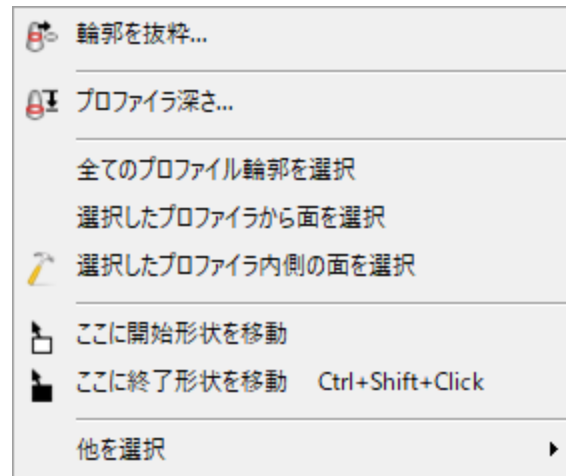 輪郭を抜粋...
プロファイラ深さ...
全てのプロファイル輪郭を選択
選択したプロファイラから面を選択
選択したプロファイラ内側の面を選択
ここに開始形状を移動
ここに終了形状を移動 Ctrl+Shift+Click
他を選択